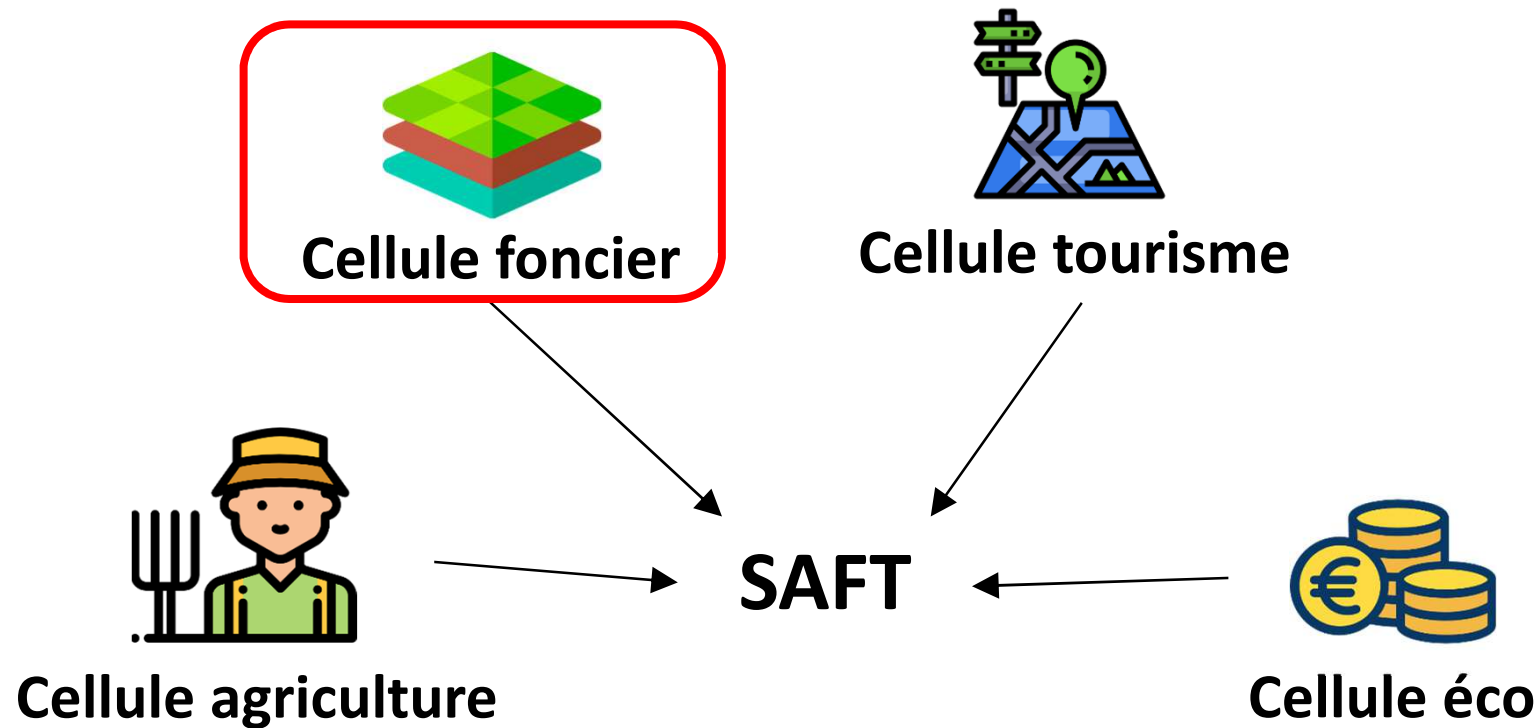 Cellule foncier
Cellule tourisme
SAFT
Cellule agriculture
Cellule éco